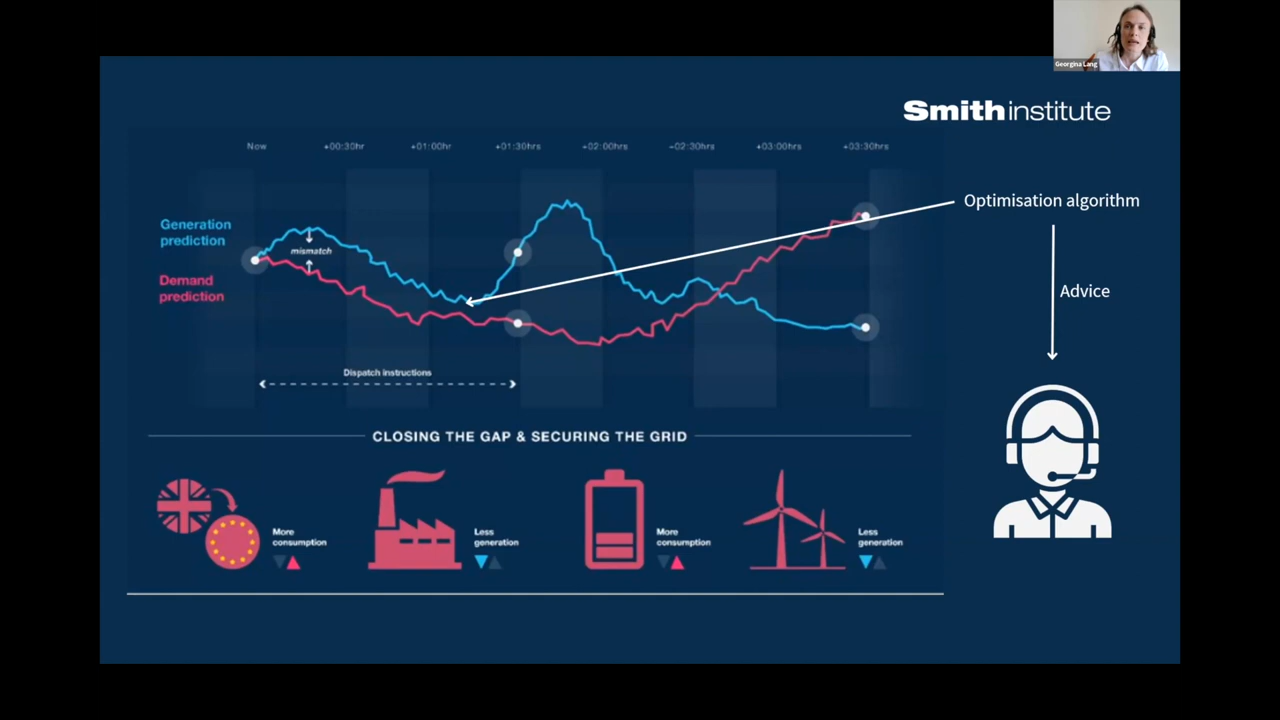 Georgina Lang
Smith institute
Now +00:30hr +01:00hr +01:30hrs +02:00hrs +02:30hrs +03:00hrs +03:30hrs
Optimisation algorithm
Generation
prediction
mismatch
Demand
prediction
Advice
Dispatch instructions
CLOSING THE GAP & SECURING THE GRID
More
consumption
Less
generation
More
consumption
Less
generation